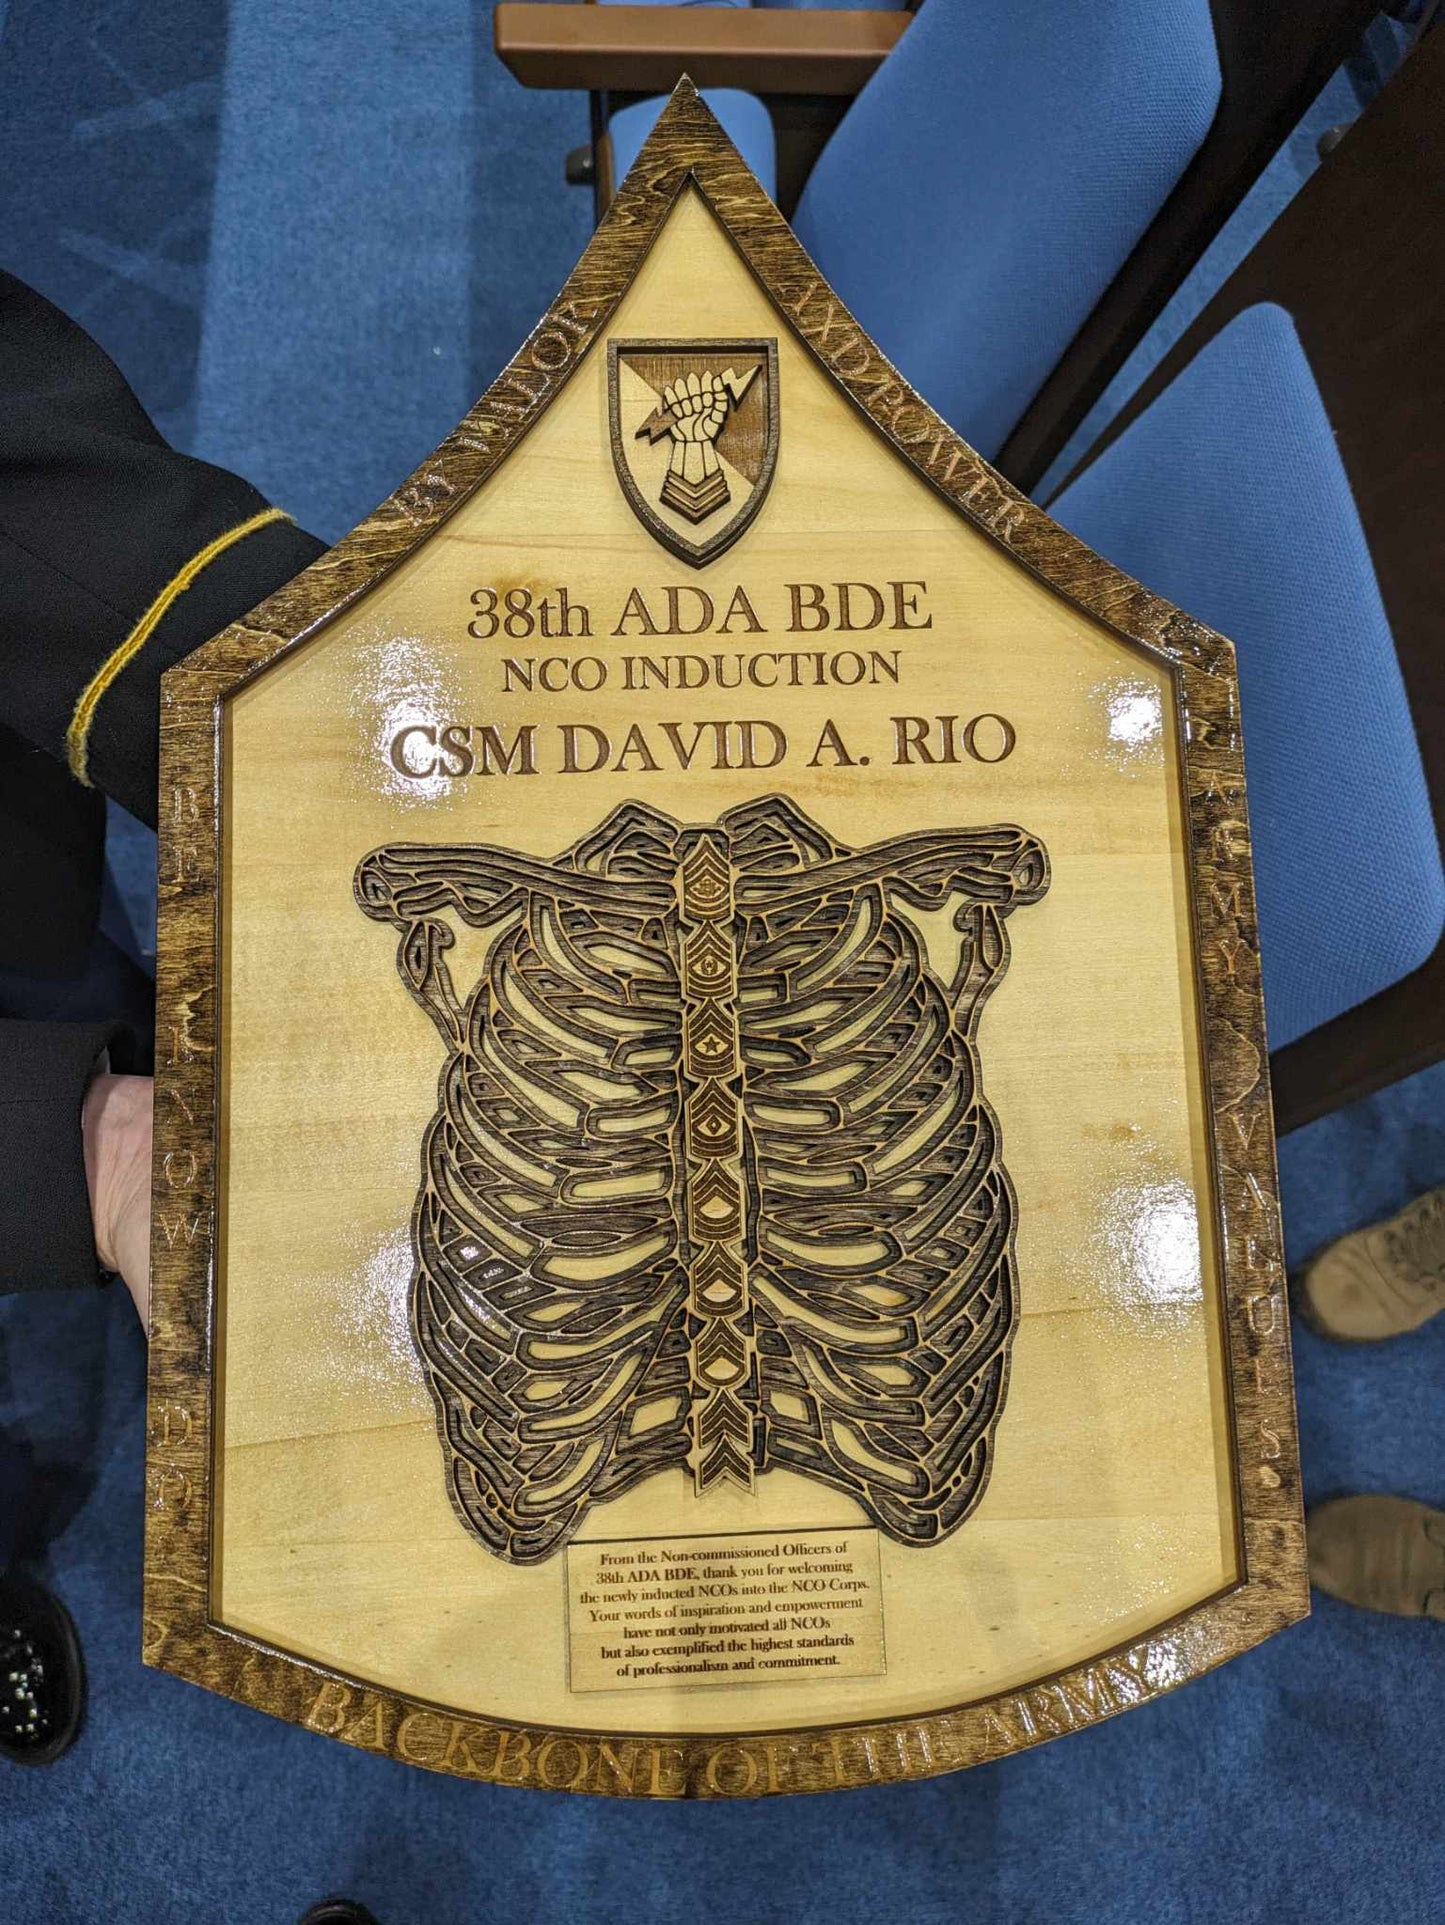 BY VALOR AND POWER
38th ADA BDE
NCO INDUCTION
CSM DAVID A. RIO
BE KNOW DO
ARMY VALUES
From the Non-commissioned Officers of
38th ADA BDE, thank you for welcoming
the newly inducted NCOs into the NCO Corps.
Your words of inspiration and empowerment
have not only motivated all NCOs
but also exemplified the highest standards
of professionalism and commitment.
BACKBONE OF THE ARMY